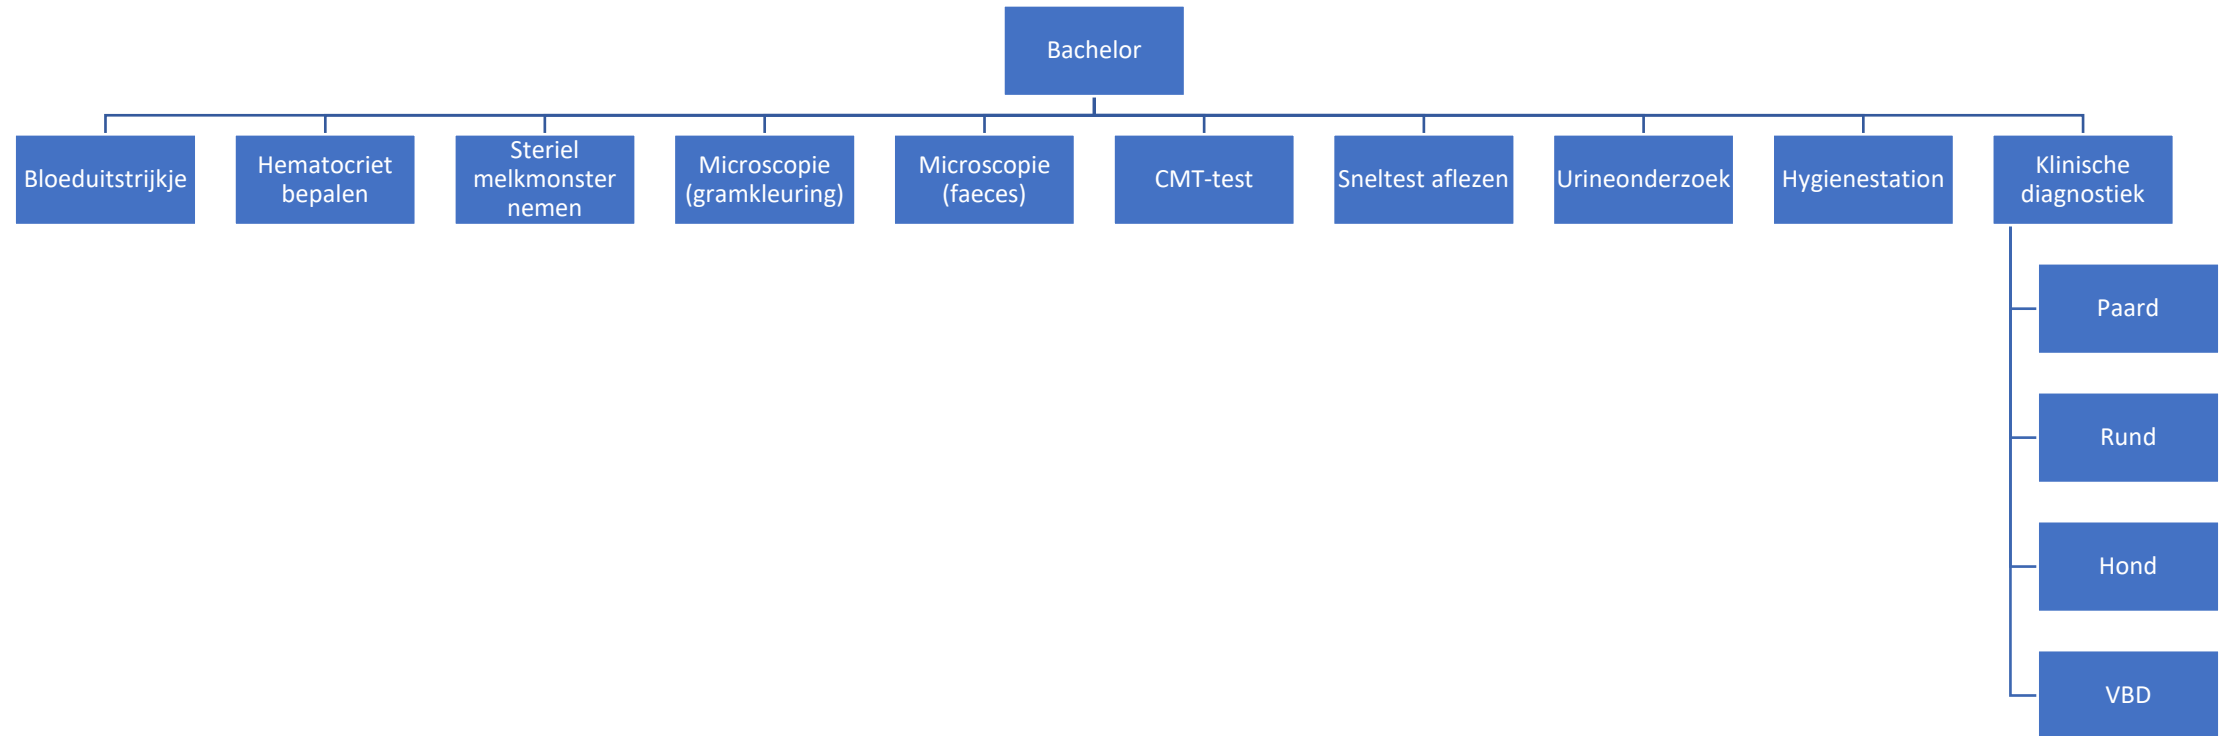 Bachelor
Bloeduitstrijkje
Hematocriet
bepalen
Steriel
melkmonster
nemen
Microscopie
(gramkleuring)
Microscopie
(faeces)
CMT-test
Sneltest aflezen
Urineonderzoek
Hygienestation
Klinische
diagnostiek
Paard
Rund
Hond
VBD